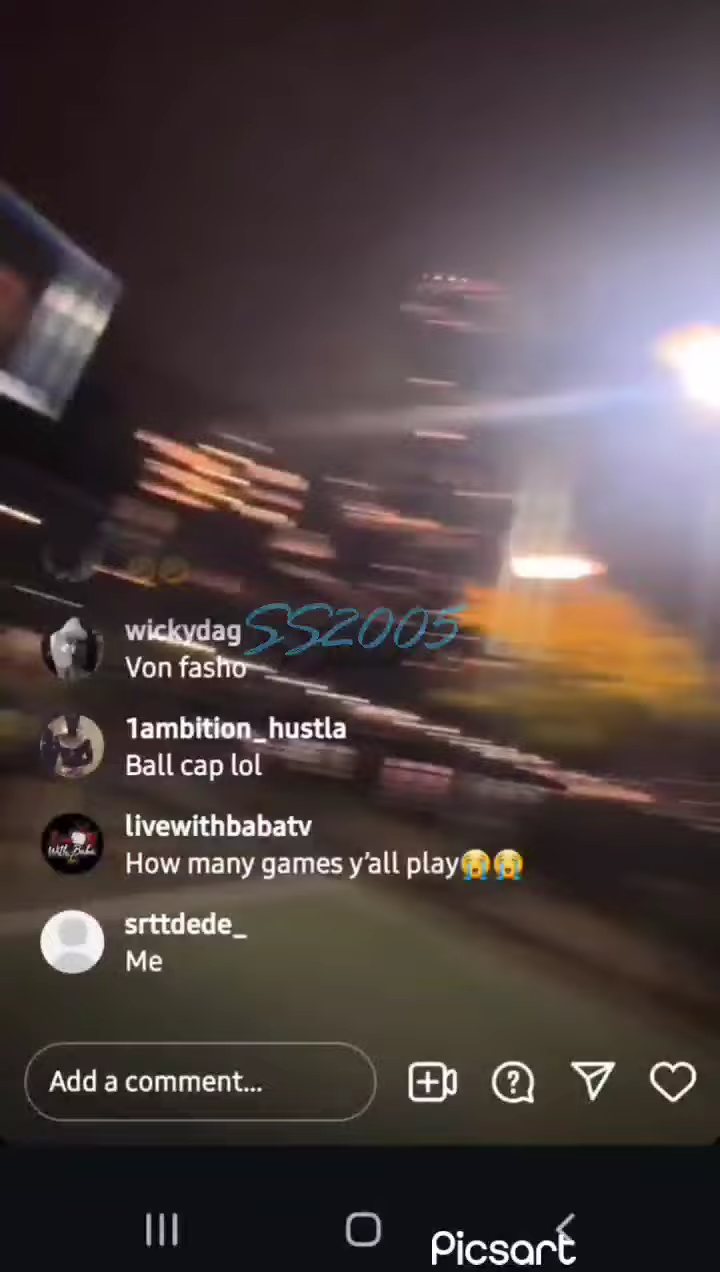 wickydag
SS2005
Von fasho
1ambition_hustla
Ball cap lol
livewithbabatv
How many games y'all play😭😭
srttdede_
Me
Add a comment...
Picsart